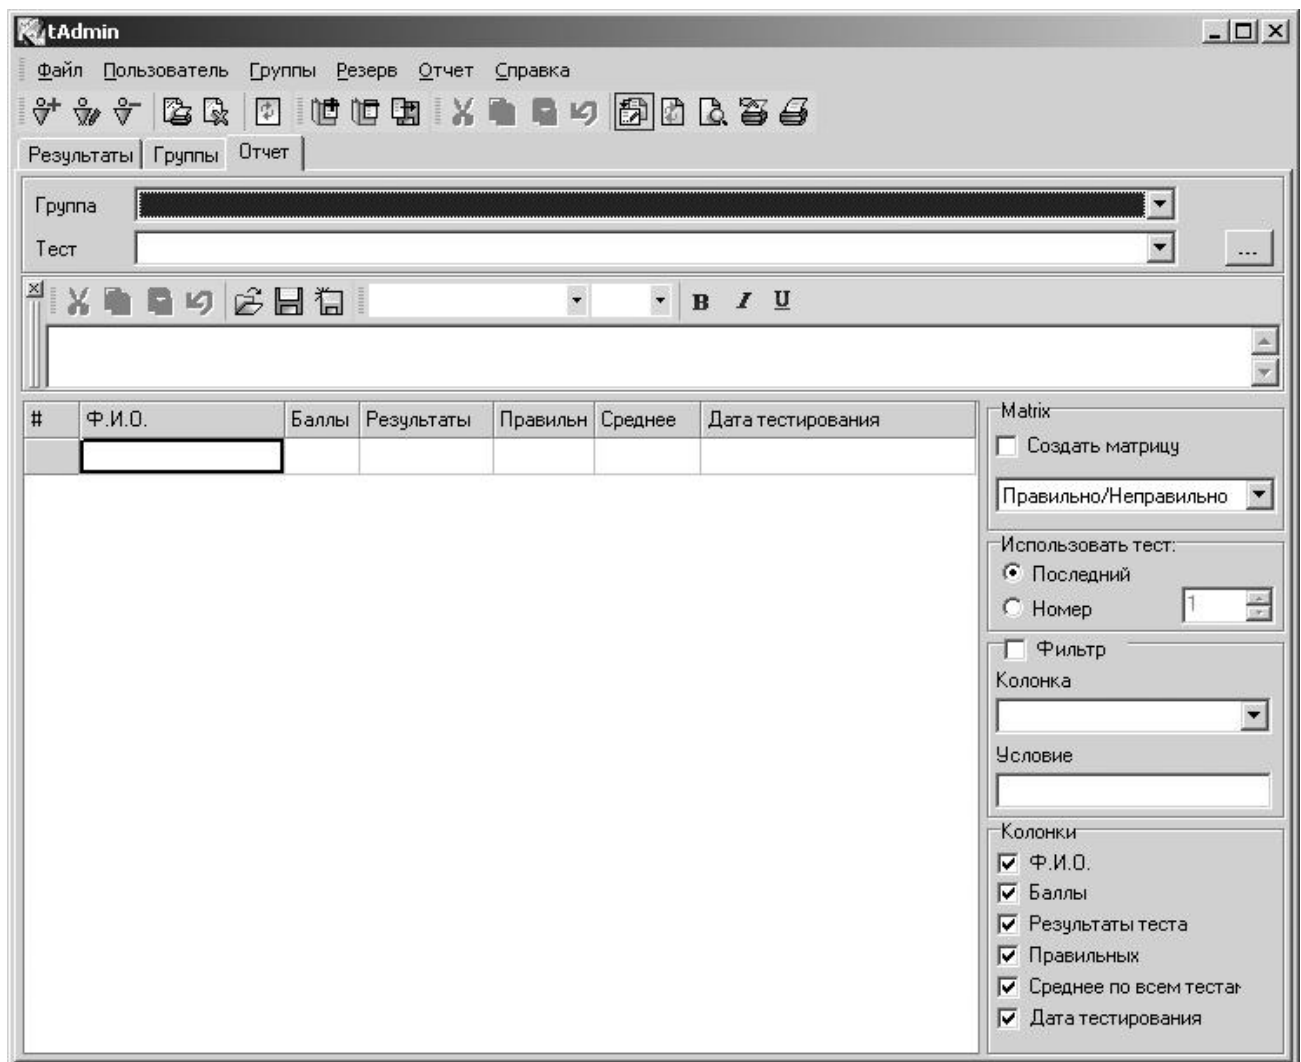 tAdmin
Файл Пользователь Группы Резерв Отчет Справка
Результаты Группы Отчет
Группа
Тест
...
B I U
# Ф.И.О. Баллы Результаты Правильн Среднее Дата тестирования
Matrix
Создать матрицу
Правильно/Неправильно
Использовать тест:
Последний
Номер 1
Фильтр
Колонка
Условие
Колонки
Ф.И.О.
Баллы
Результаты теста
Правильных
Среднее по всем тестам
Дата тестирования